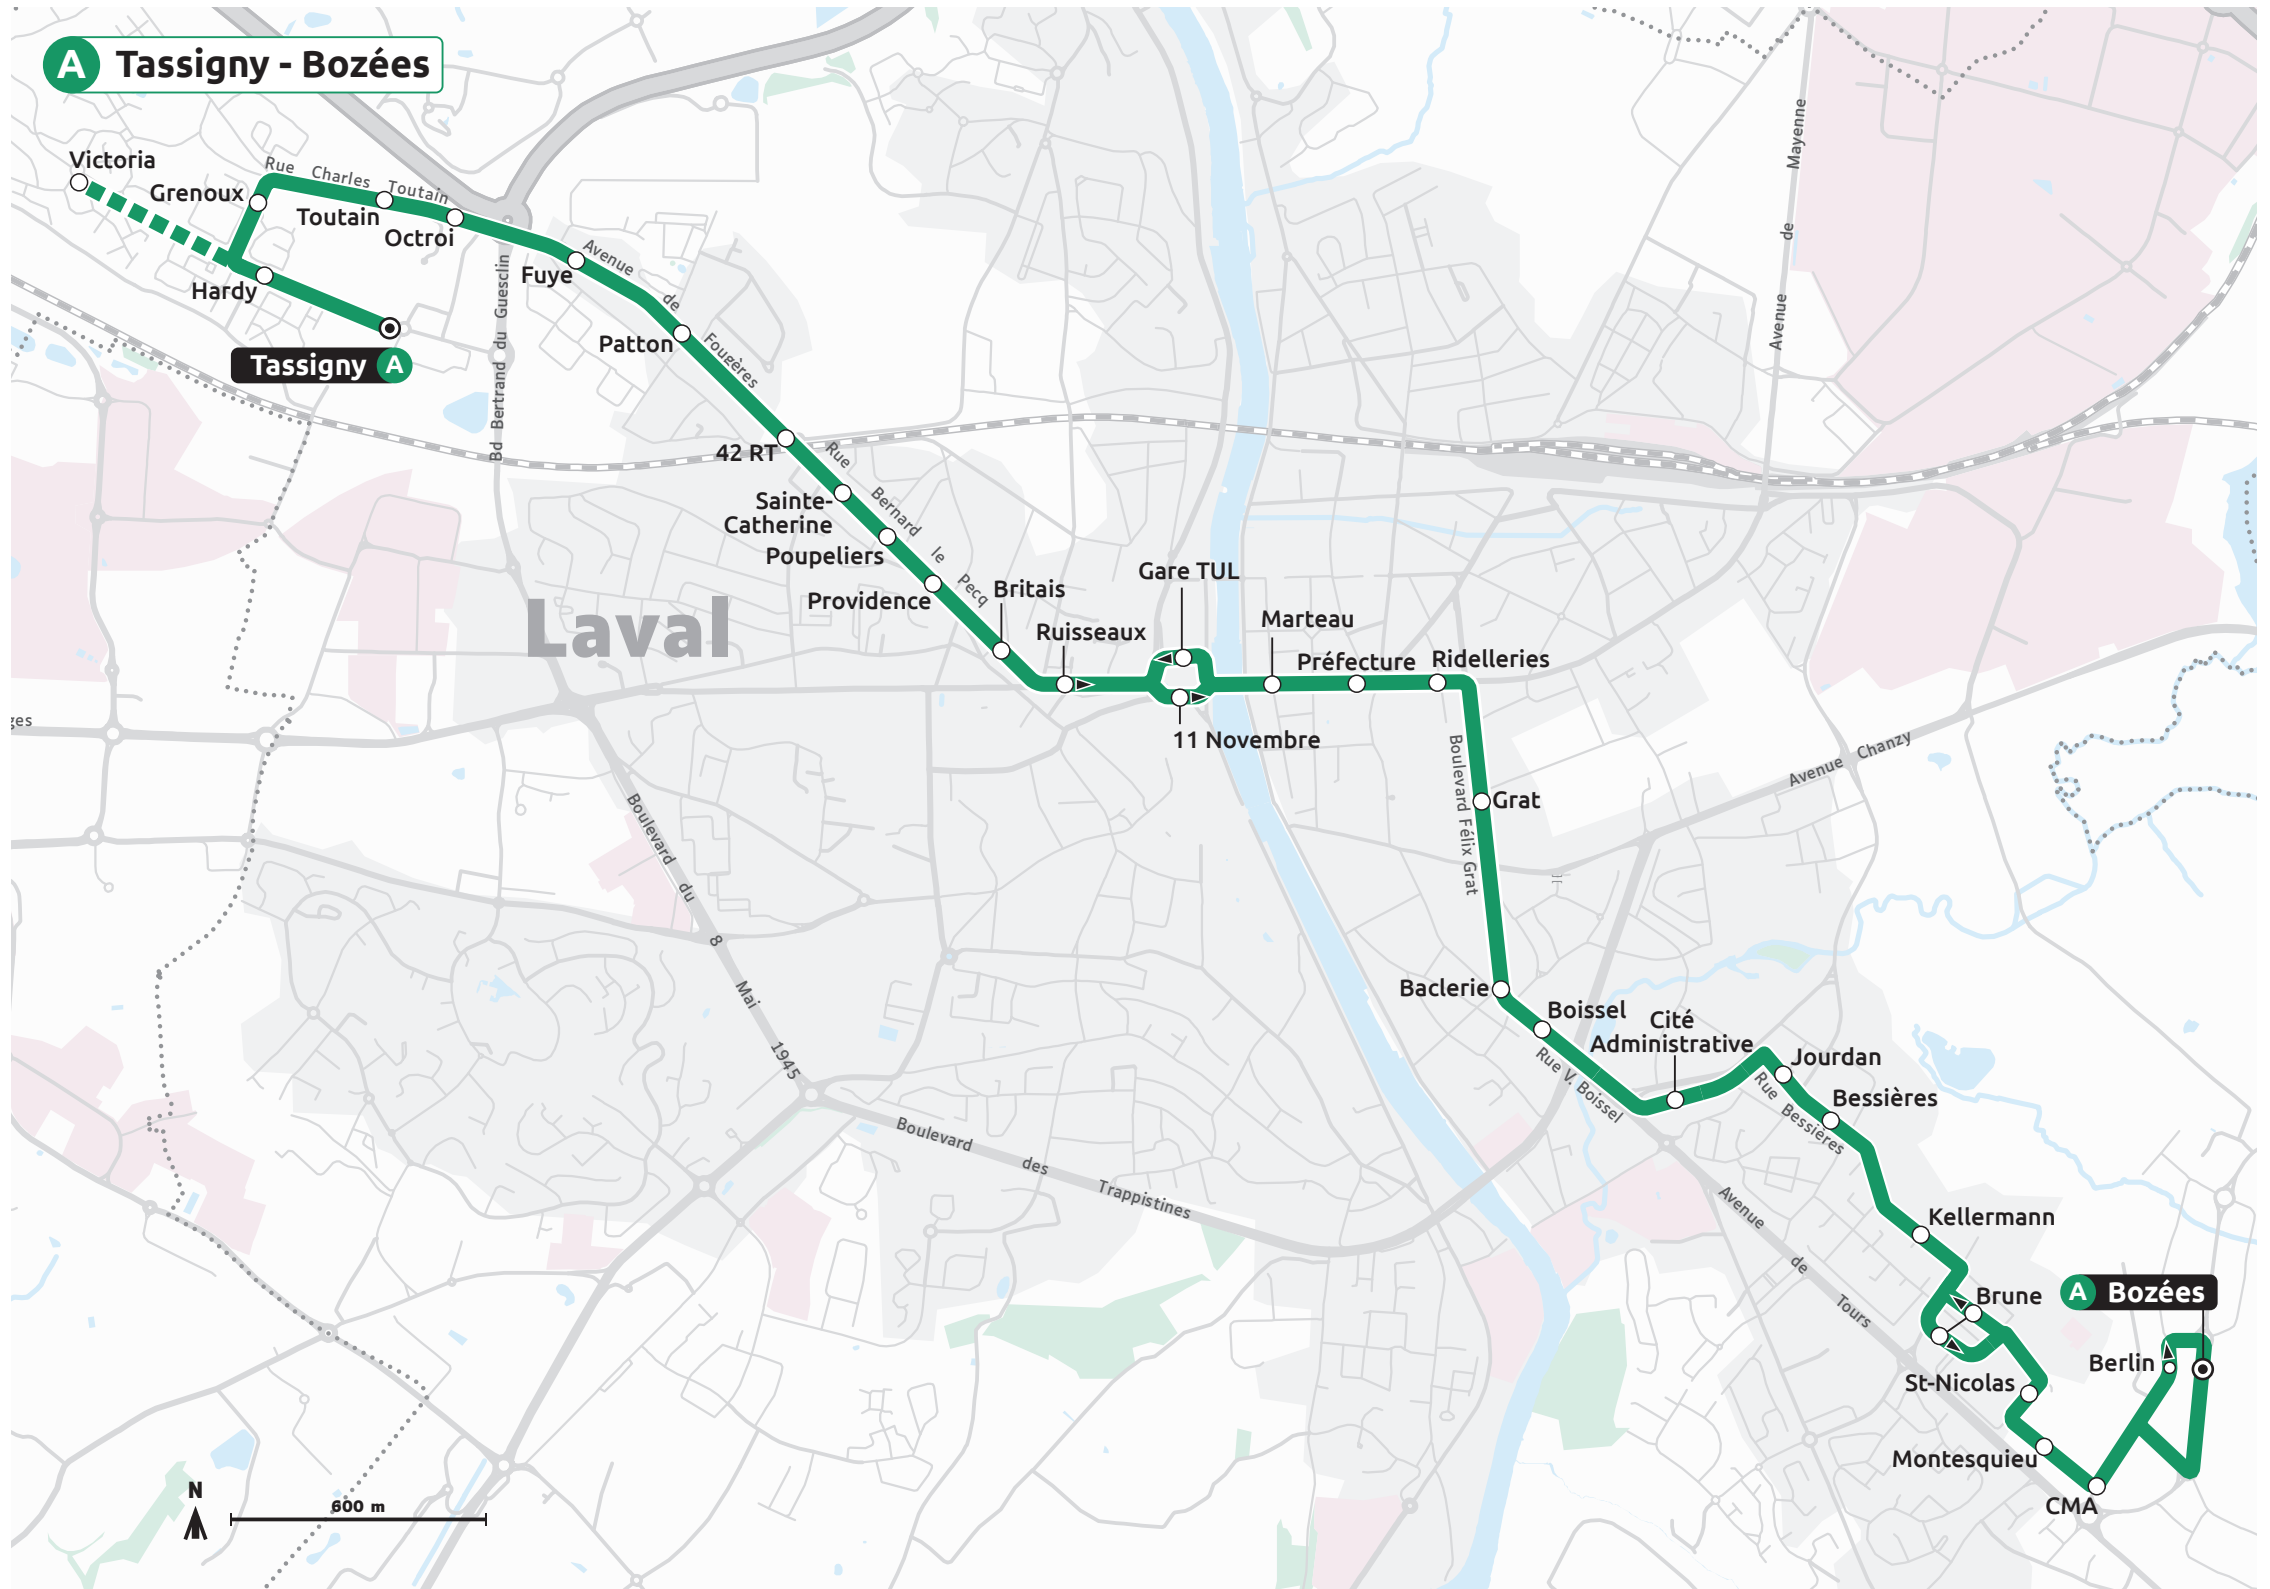 A Tassigny - Bozées
Victoria
Grenoux
Rue Charles Toutain
Toutain
Octroi
Hardy
Tassigny A
Bd Bertrand du Guesclin
Fuye
Avenue de Fougères
Patton
42 RT
Rue Bernard le Pecq
Sainte-
Catherine
Poupeliers
Providence
Britais
Ruisseaux
Gare TUL
11 Novembre
Marteau
Préfecture
Ridelleries
Laval
ges
Avenue de Mayenne
Avenue
Boulevard Félix Grat
Grat
Avenue Chanzy
Boulevard du 8 Mai 1945
Boulevard des Trappistines
Baclerie
Boissel
Rue V. Boissel
Cité
Administrative
Jourdan
Rue Bessières
Bessières
Kellermann
Avenue de Tours
Brune
A Bozées
Berlin
St-Nicolas
Montesquieu
CMA
N
600 m